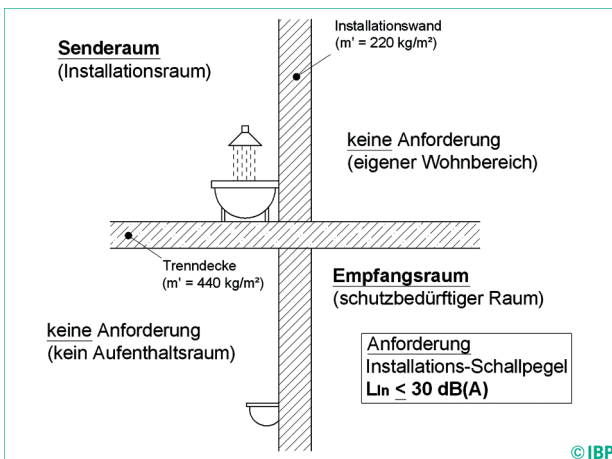 Installationswand
(m' = 220 kg/m²)
Senderaum
(Installationsraum)
keine Anforderung
(eigener Wohnbereich)
Trenndecke
(m' = 440 kg/m²)
Empfangsraum
(schutzbedürftiger Raum)
keine Anforderung
(kein Aufenthaltsraum)
Anforderung
Installations-Schallpegel
LIn ≤ 30 dB(A)
© IBP